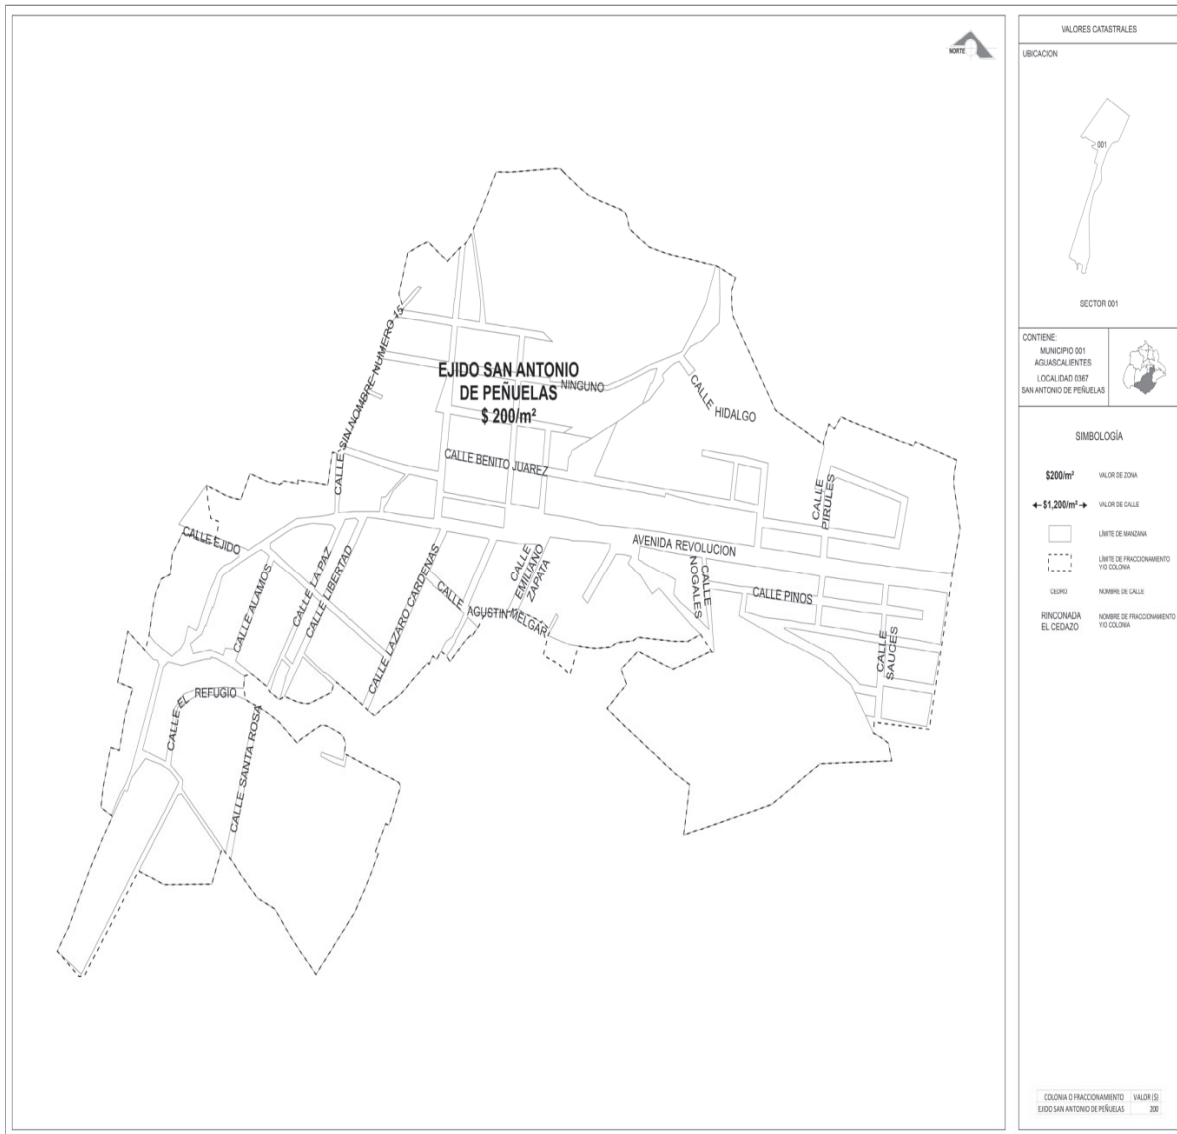 NORTE
EJIDO SAN ANTONIO
DE PEÑUELAS
$ 200/m²
CALLE SIN NOMBRE NUMERO 15
NINGUNO
CALLE HIDALGO
CALLE BENITO JUAREZ
CALLE PIRULES
CALLE EJIDO
AVENIDA REVOLUCION
CALLE ALAMOS
CALLE LA PAZ
CALLE LIBERTAD
CALLE LAZARO CARDENAS
CALLE
EMILIANO
ZAPATA
CALLE AGUSTIN MELGAR
CALLE
NOGALES
CALLE PINOS
CALLE
SAUCES
CALLE EL REFUGIO
CALLE SANTA ROSA
VALORES CATASTRALES
UBICACION
001
SECTOR 001
CONTIENE:
MUNICIPIO 001
AGUASCALIENTES
LOCALIDAD 0367
SAN ANTONIO DE PEÑUELAS
SIMBOLOGÍA
$200/m² VALOR DE ZONA
$1,200/m² VALOR DE CALLE
LÍMITE DE MANZANA
LÍMITE DE FRACCIONAMIENTO
Y/O COLONIA
CEDRO NOMBRE DE CALLE
RINCONADA
EL CEDAZO
NOMBRE DE FRACCIONAMIENTO
Y/O COLONIA
COLONIA O FRACCIONAMIENTO VALOR ($)
EJIDO SAN ANTONIO DE PEÑUELAS 200